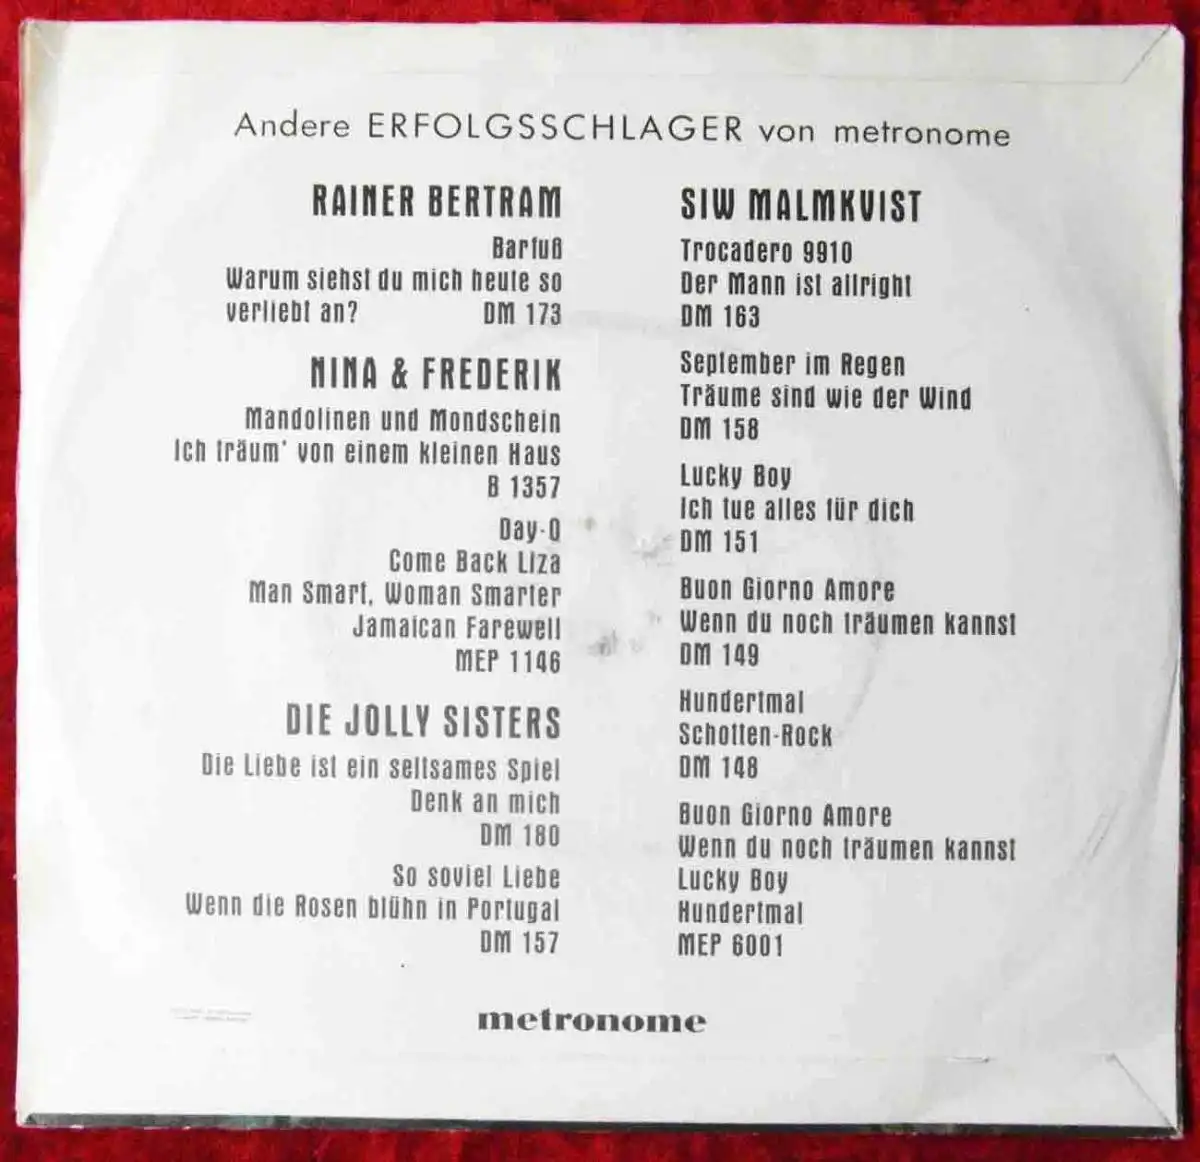 Andere ERFOLGSSCHLAGER von metronome
RAINER BERTRAM
Barfuß
Warum siehst du mich heute so
verliebt an? DM 173
NINA & FREDERIK
Mandolinen und Mondschein
Ich träum' von einem kleinen Haus
B 1357
Day-O
Come Back Liza
Man Smart, Woman Smarter
Jamaican Farewell
MEP 1146
DIE JOLLY SISTERS
Die Liebe ist ein seltsames Spiel
Denk an mich
DM 180
So soviel Liebe
Wenn die Rosen blühn in Portugal
DM 157
SIW MALMKVIST
Trocadero 9910
Der Mann ist allright
DM 163
September im Regen
Träume sind wie der Wind
DM 158
Lucky Boy
Ich tue alles für dich
DM 151
Buon Giorno Amore
Wenn du noch träumen kannst
DM 149
Hundertmal
Schotten-Rock
DM 148
Buon Giorno Amore
Wenn du noch träumen kannst
Lucky Boy
Hundertmal
MEP 6001
metronome